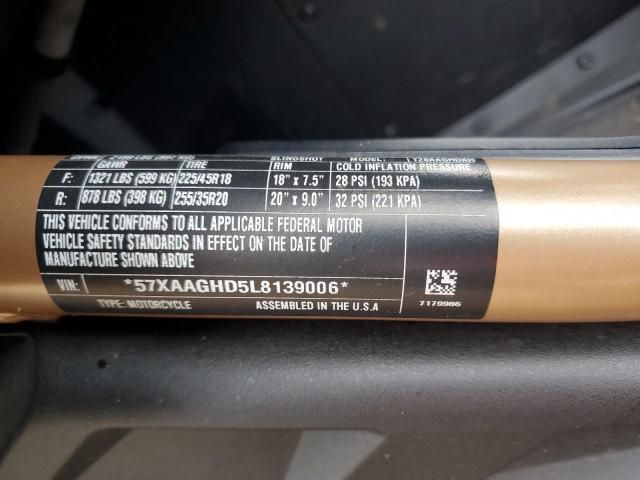 SLINGSHOT MODEL:
GAWR TIRE RIM COLD INFLATION PRESSURE
F: 1321 LBS (599 KG) 225/45R18 18" x 7.5" 28 PSI (193 KPA)
R: 878 LBS (398 KG) 255/35R20 20" x 9.0" 32 PSI (221 KPA)
THIS VEHICLE CONFORMS TO ALL APPLICABLE FEDERAL MOTOR
VEHICLE SAFETY STANDARDS IN EFFECT ON THE DATE OF
MANUFACTURE SHOWN ABOVE
VIN: *57XAAGHD5L8139006*
TYPE: MOTORCYCLE ASSEMBLED IN THE U.S.A
7179986